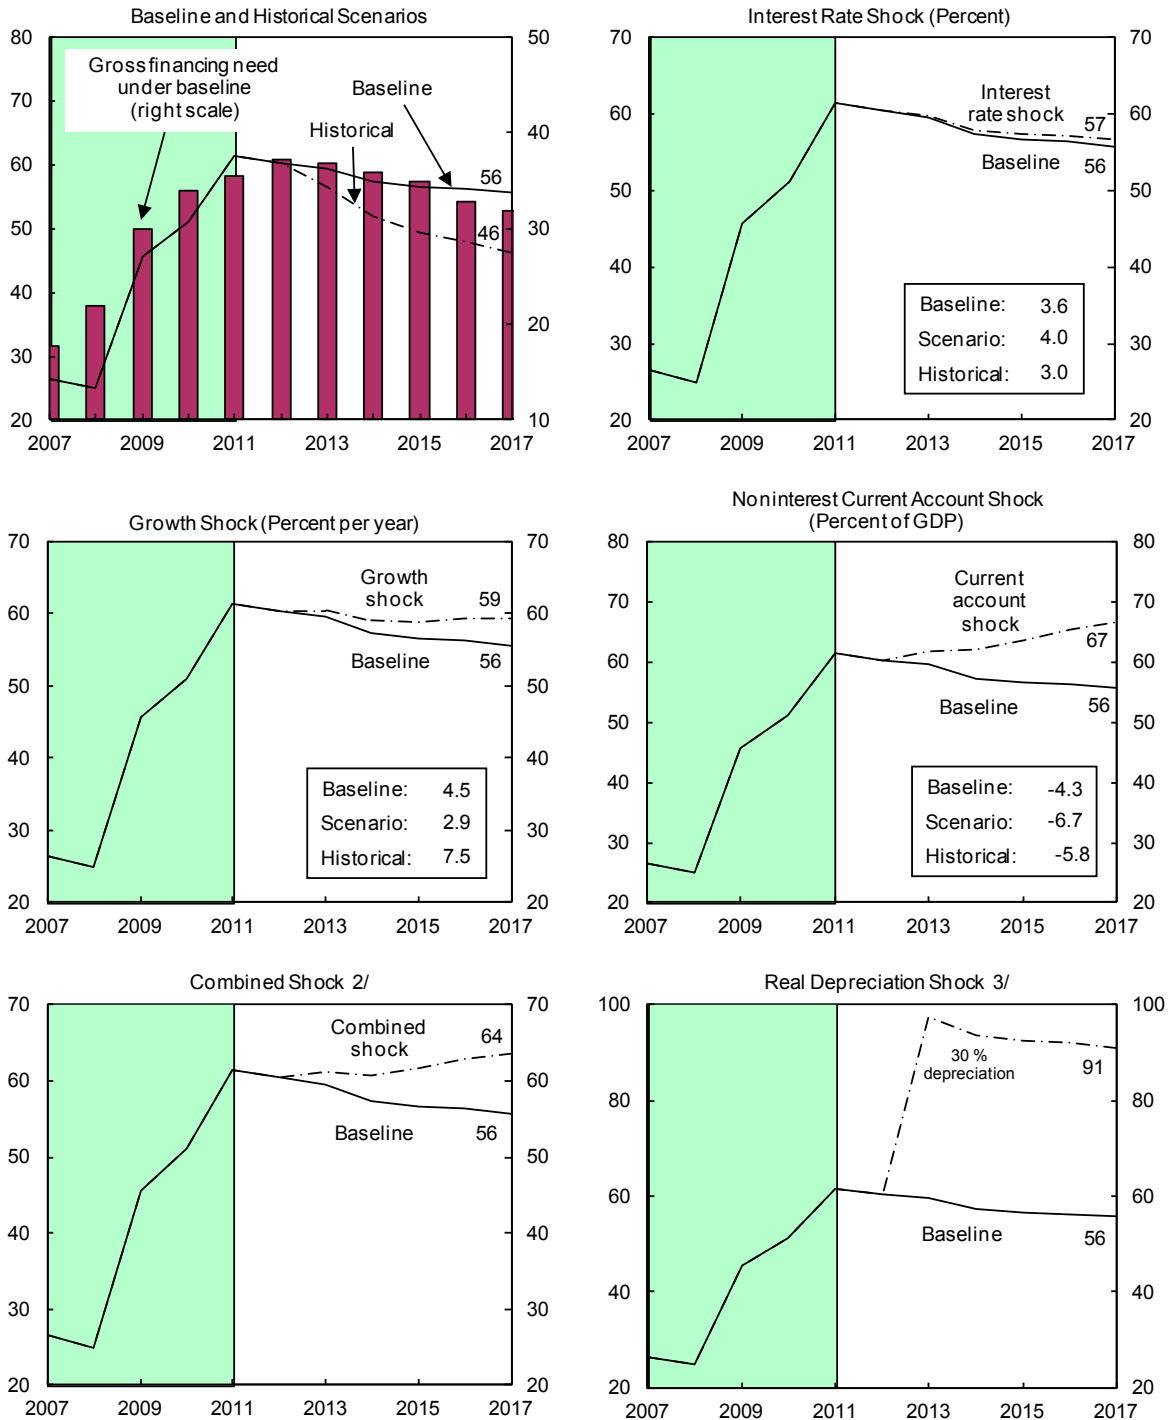 Baseline and Historical Scenarios
80
70
60
50
40
30
20
50
40
30
20
10
Gross financing need
under baseline
(right scale)
Baseline
Historical
56
46
2007 2009 2011 2013 2015 2017
Interest Rate Shock (Percent)
70
60
50
40
30
20
70
60
50
40
30
20
Interest
rate shock
57
Baseline
56
Baseline: 3.6
Scenario: 4.0
Historical: 3.0
2007 2009 2011 2013 2015 2017
Growth Shock (Percent per year)
70
60
50
40
30
20
70
60
50
40
30
20
Growth
shock
59
Baseline
56
Baseline: 4.5
Scenario: 2.9
Historical: 7.5
2007 2009 2011 2013 2015 2017
Noninterest Current Account Shock
(Percent of GDP)
80
70
60
50
40
30
20
80
70
60
50
40
30
20
Current
account
shock
67
Baseline
56
Baseline: -4.3
Scenario: -6.7
Historical: -5.8
2007 2009 2011 2013 2015 2017
Combined Shock 2/
70
60
50
40
30
20
70
60
50
40
30
20
Combined
shock
64
Baseline
56
2007 2009 2011 2013 2015 2017
Real Depreciation Shock 3/
100
80
60
40
20
100
80
60
40
20
30 %
depreciation
91
Baseline
56
2007 2009 2011 2013 2015 2017